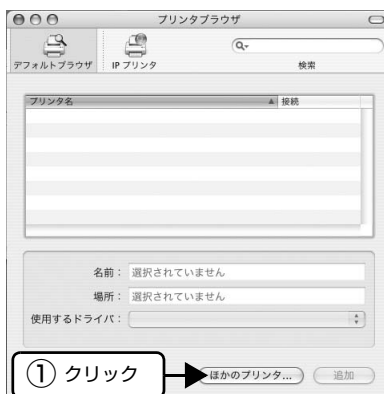 プリンタブラウザ
デフォルトブラウザ
IP プリンタ
検索
プリンタ名
接続
名前：
選択されていません
場所：
選択されていません
使用するドライバ：
① クリック
ほかのプリンタ...
追加